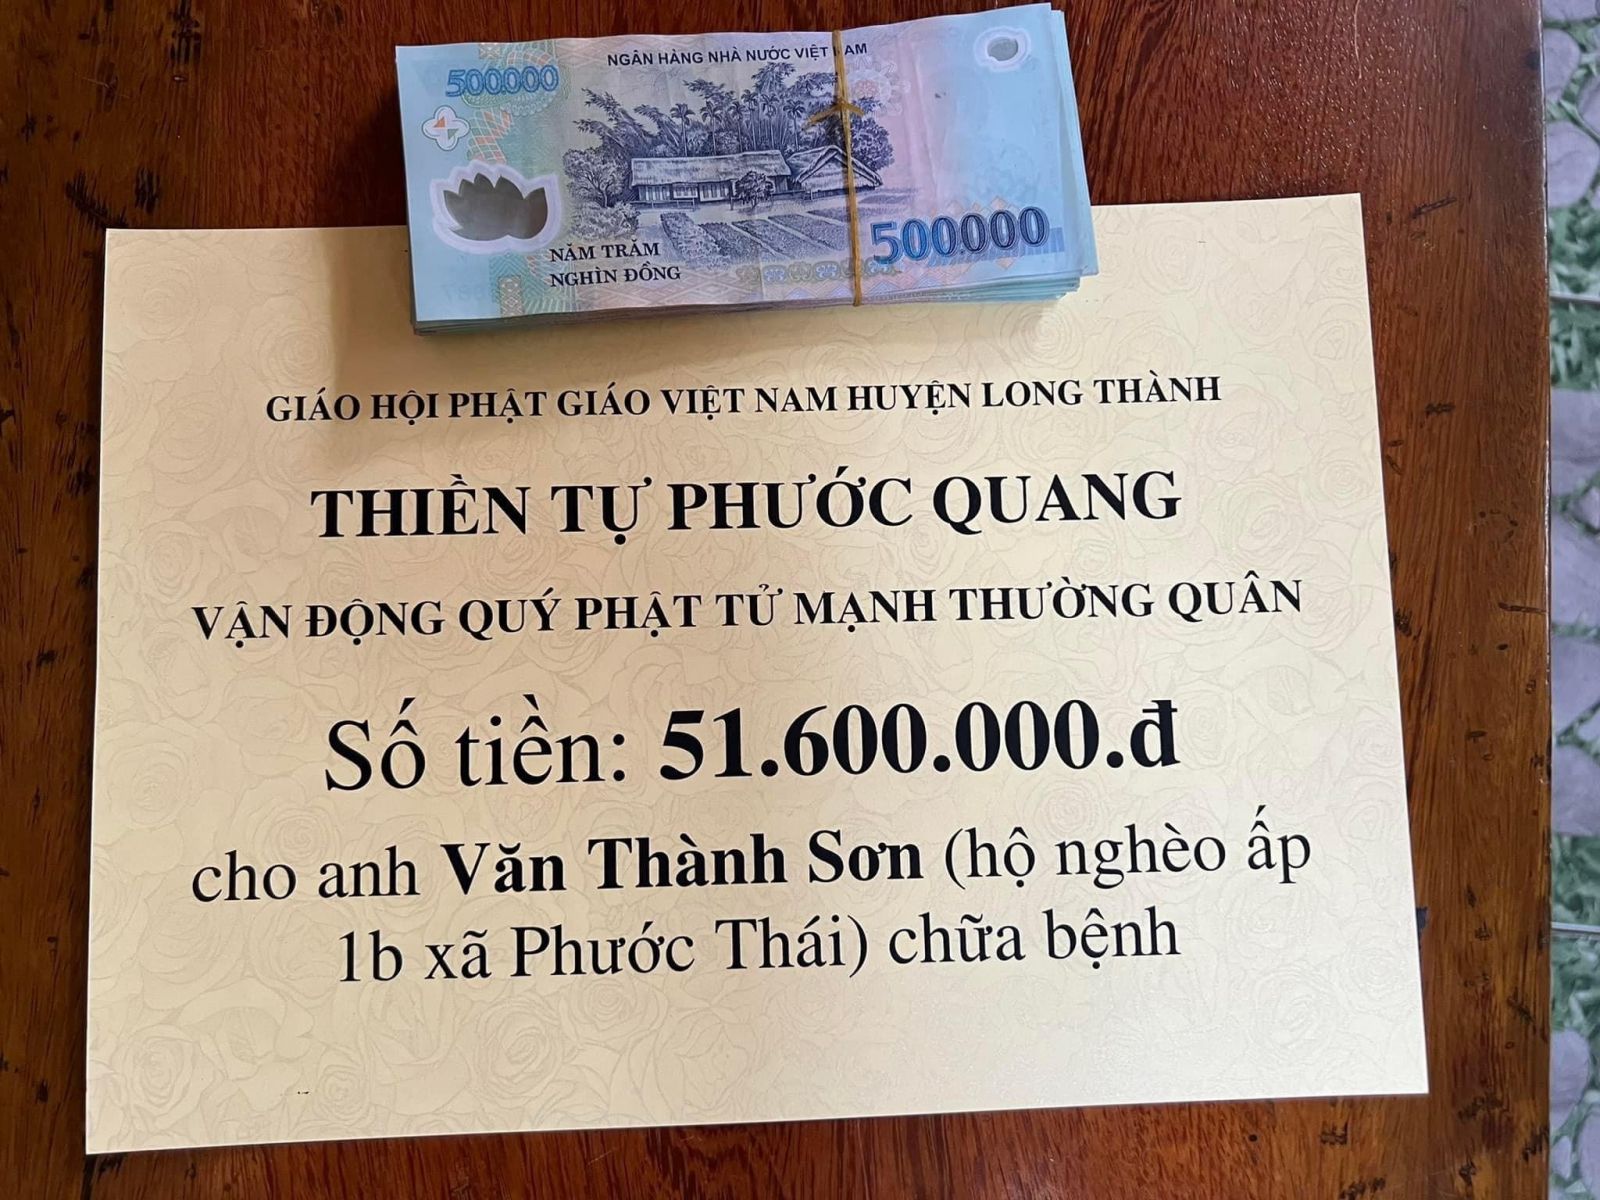 500000
NGÂN HÀNG NHÀ NƯỚC VIỆT NAM
NĂM TRĂM
NGHÌN ĐỒNG
500000
GIÁO HỘI PHẬT GIÁO VIỆT NAM HUYỆN LONG THÀNH
THIỀN TỰ PHƯỚC QUANG
VẬN ĐỘNG QUÝ PHẬT TỬ MẠNH THƯỜNG QUÂN
Số tiền: 51.600.000.đ
cho anh Văn Thành Sơn (hộ nghèo ấp
1b xã Phước Thái) chữa bệnh